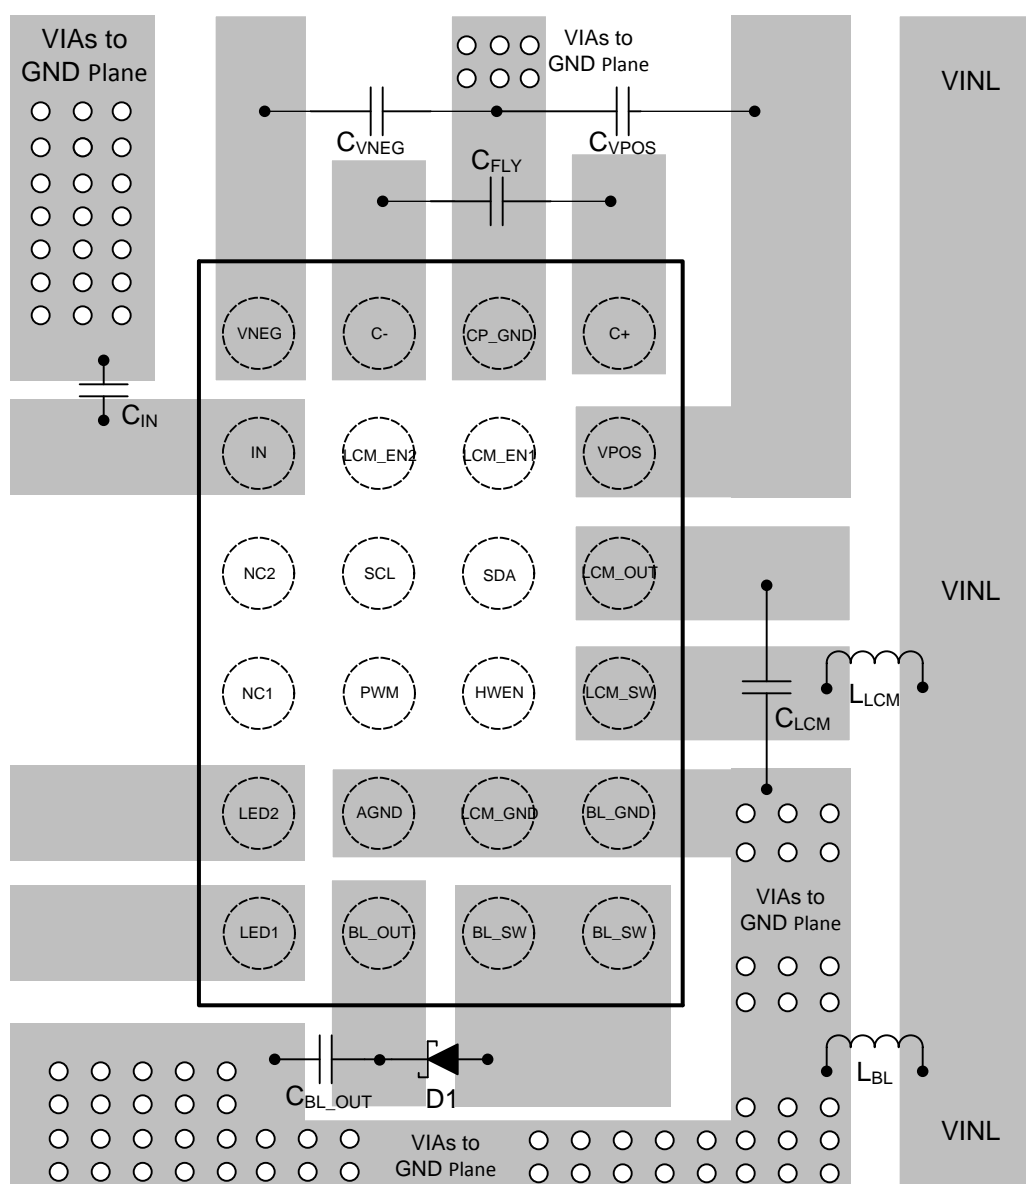 VIAs to
GND Plane
VIAs to
GND Plane
VINL
CVNEG
CVPOS
CFLY
VNEG
C-
CP_GND
C+
CIN
IN
LCM_EN2
LCM_EN1
VPOS
NC2
SCL
SDA
LCM_OUT
VINL
NC1
PWM
HWEN
LCM_SW
LLCM
CLCM
LED2
AGND
LCM_GND
BL_GND
VIAs to
GND Plane
LED1
BL_OUT
BL_SW
BL_SW
LBL
CBL_OUT
D1
VINL
VIAs to
GND Plane